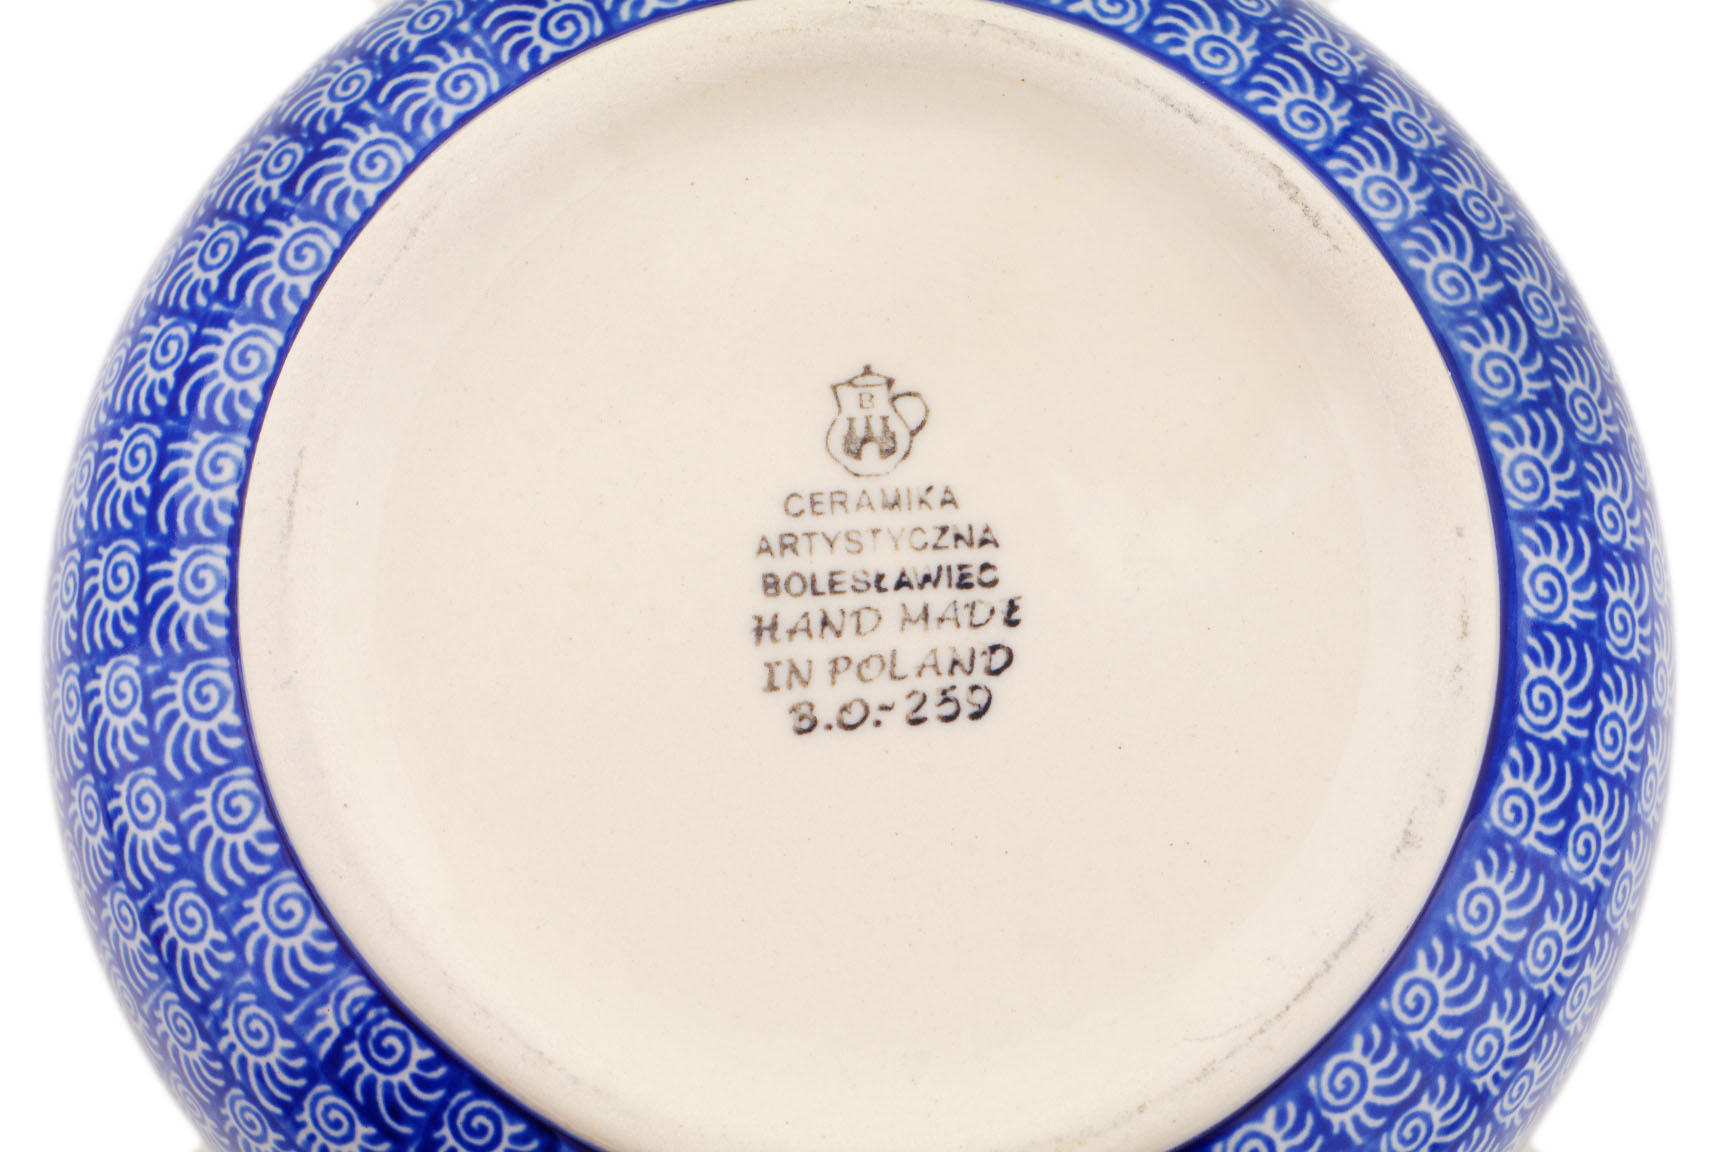 B
CERAMIKA
ARTYSTYCZNA
BOLESŁAWIEC
HAND MADE
IN POLAND
B.O.-259